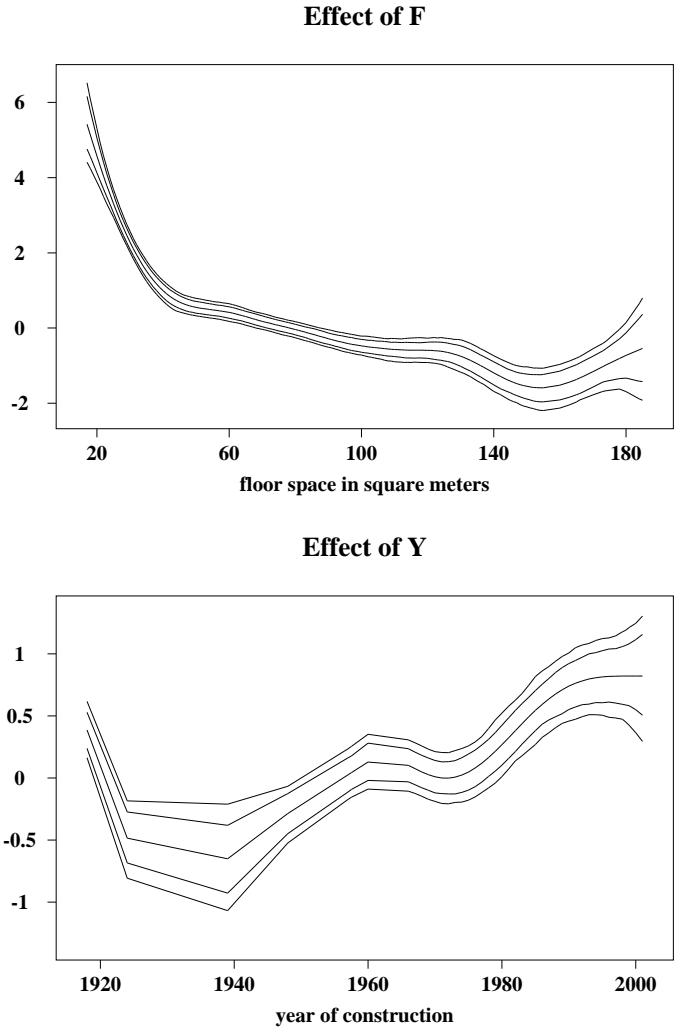 Effect of F
6
4
2
0
-2
20 60 100 140 180
floor space in square meters
Effect of Y
1
0.5
0
-0.5
-1
1920 1940 1960 1980 2000
year of construction